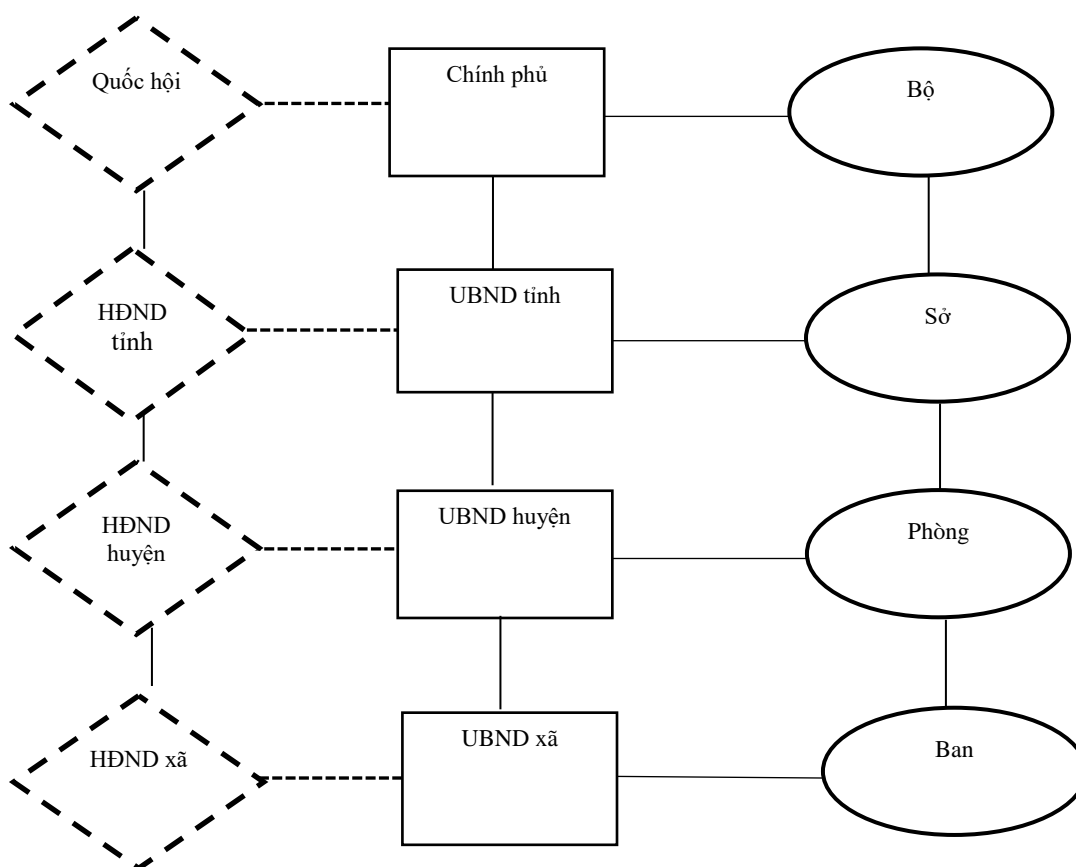 Quốc hội
Chính phủ
Bộ
HĐND
tỉnh
UBND tỉnh
Sở
HĐND
huyện
UBND huyện
Phòng
HĐND xã
UBND xã
Ban